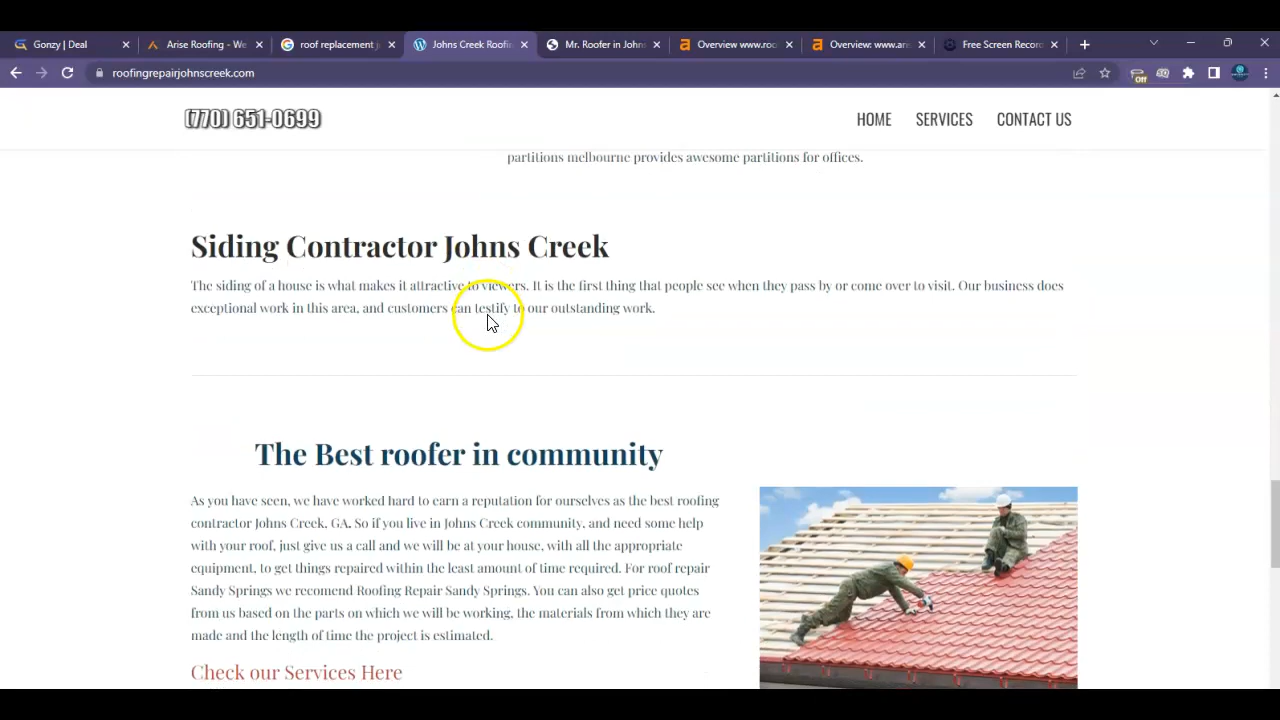 Gonzy | Deal
Arise Roofing - We
roof replacement j
Johns Creek Roofin
Mr. Roofer in Johns
Overview www.roo
Overview: www.aris
Free Screen Record
roofingrepairjohnscreek.com
Off
(770) 651-0699
HOME
SERVICES
CONTACT US
partitions melbourne provides awesome partitions for offices.
Siding Contractor Johns Creek
The siding of a house is what makes it attractive to viewers. It is the first thing that people see when they pass by or come over to visit. Our business does
exceptional work in this area, and customers can testify to our outstanding work.
The Best roofer in community
As you have seen, we have worked hard to earn a reputation for ourselves as the best roofing
contractor Johns Creek, GA. So if you live in Johns Creek community, and need some help
with your roof, just give us a call and we will be at your house, with all the appropriate
equipment, to get things repaired within the least amount of time required. For roof repair
Sandy Springs we recomend Roofing Repair Sandy Springs. You can also get price quotes
from us based on the parts on which we will be working, the materials from which they are
made and the length of time the project is estimated.
Check our Services Here